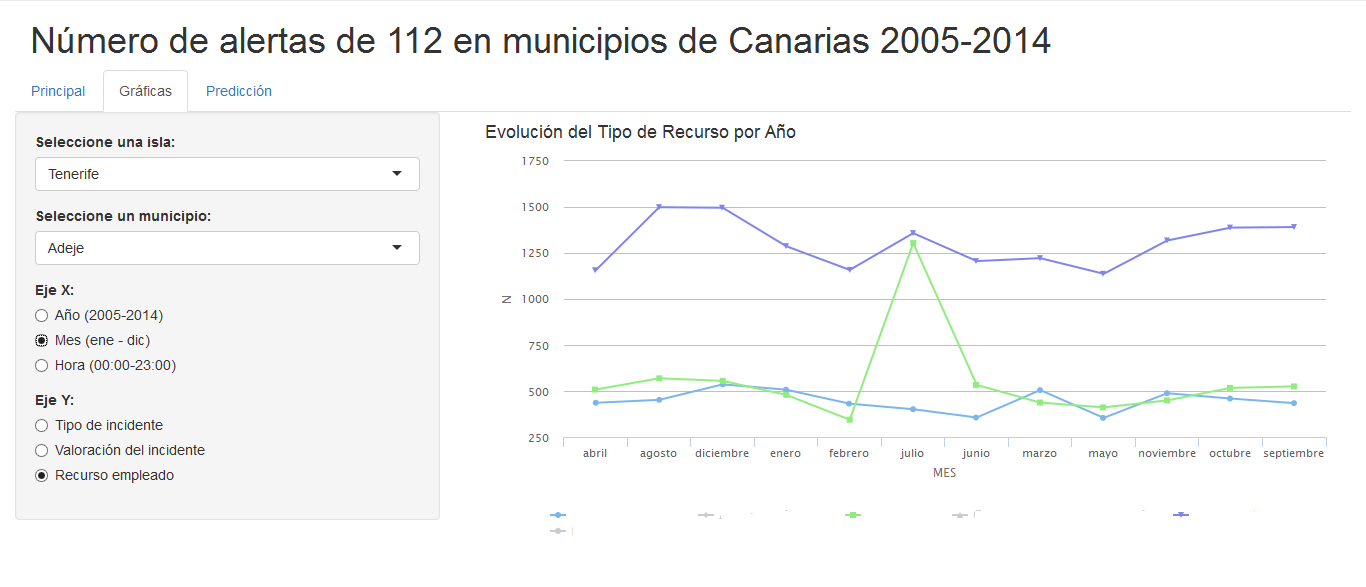 Número de alertas de 112 en municipios de Canarias 2005-2014
Principal
Gráficas
Predicción
Seleccione una isla:
Tenerife
Seleccione un municipio:
Adeje
Eje X:
Año (2005-2014)
Mes (ene - dic)
Hora (00:00-23:00)
Eje Y:
Tipo de incidente
Valoración del incidente
Recurso empleado
Evolución del Tipo de Recurso por Año
1750
1500
1250
1000
750
500
250
N
abril
agosto
diciembre
enero
febrero
julio
junio
marzo
mayo
noviembre
octubre
septiembre
MES